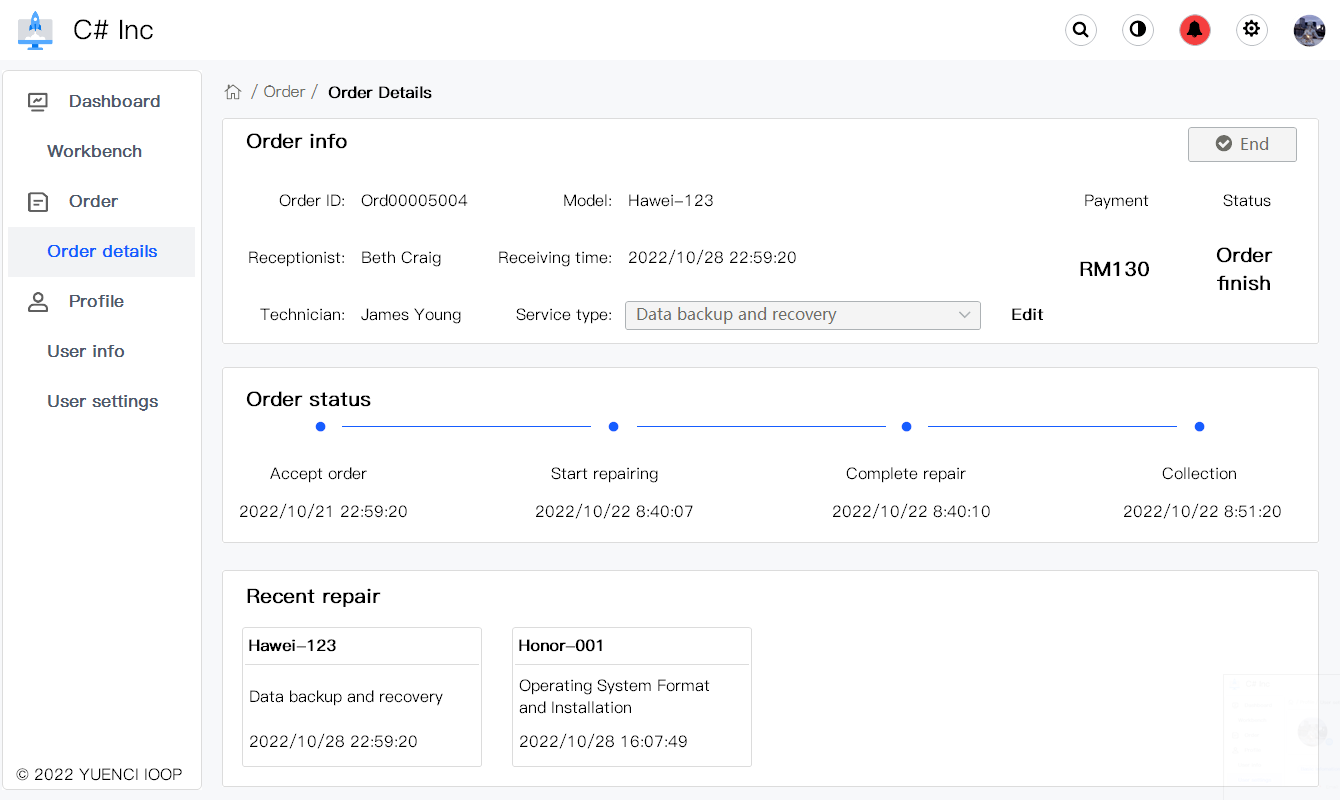 C# Inc
Dashboard
Workbench
Order
Order details
Profile
User info
User settings
© 2022 YUENCI IOOP
/ Order / Order Details
Order info
End
Order ID: Ord00005004 Model: Hawei-123 Payment Status
Receptionist: Beth Craig Receiving time: 2022/10/28 22:59:20
RM130
Order
finish
Technician: James Young Service type: Data backup and recovery Edit
Order status
Accept order Start repairing Complete repair Collection
2022/10/21 22:59:20 2022/10/22 8:40:07 2022/10/22 8:40:10 2022/10/22 8:51:20
Recent repair
Hawei-123
Data backup and recovery
2022/10/28 22:59:20
Honor-001
Operating System Format
and Installation
2022/10/28 16:07:49